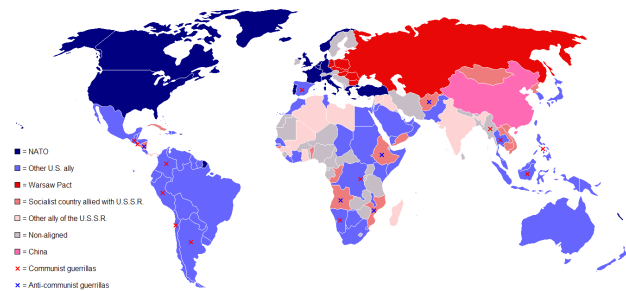 = NATO
= Other U.S. ally
= Warsaw Pact
= Socialist country allied with U.S.S.R.
= Other ally of the U.S.S.R.
= Non-aligned
= China
× = Communist guerrillas
× = Anti-communist guerrillas